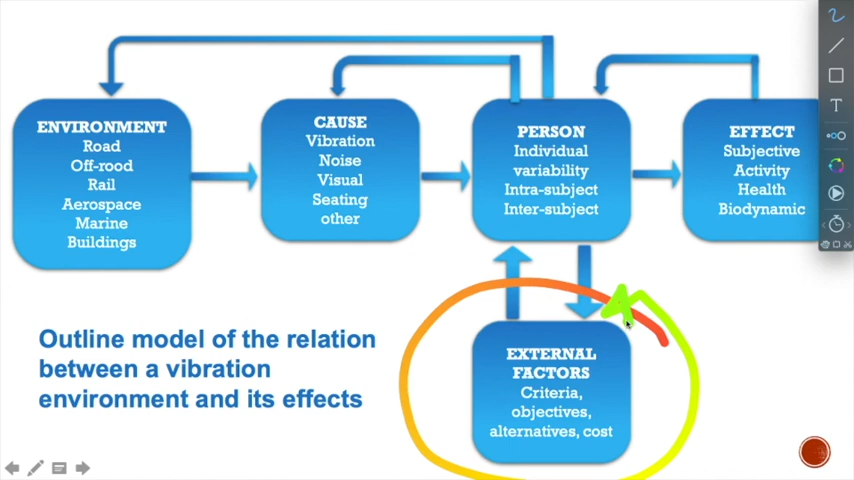 ENVIRONMENT
Road
Off-rood
Rail
Aerospace
Marine
Buildings
CAUSE
Vibration
Noise
Visual
Seating
other
PERSON
Individual
variability
Intra-subject
Inter-subject
EFFECT
Subjective
Activity
Health
Biodynamic
Outline model of the relation
between a vibration
environment and its effects
EXTERNAL
FACTORS
Criteria,
objectives,
alternatives, cost
T